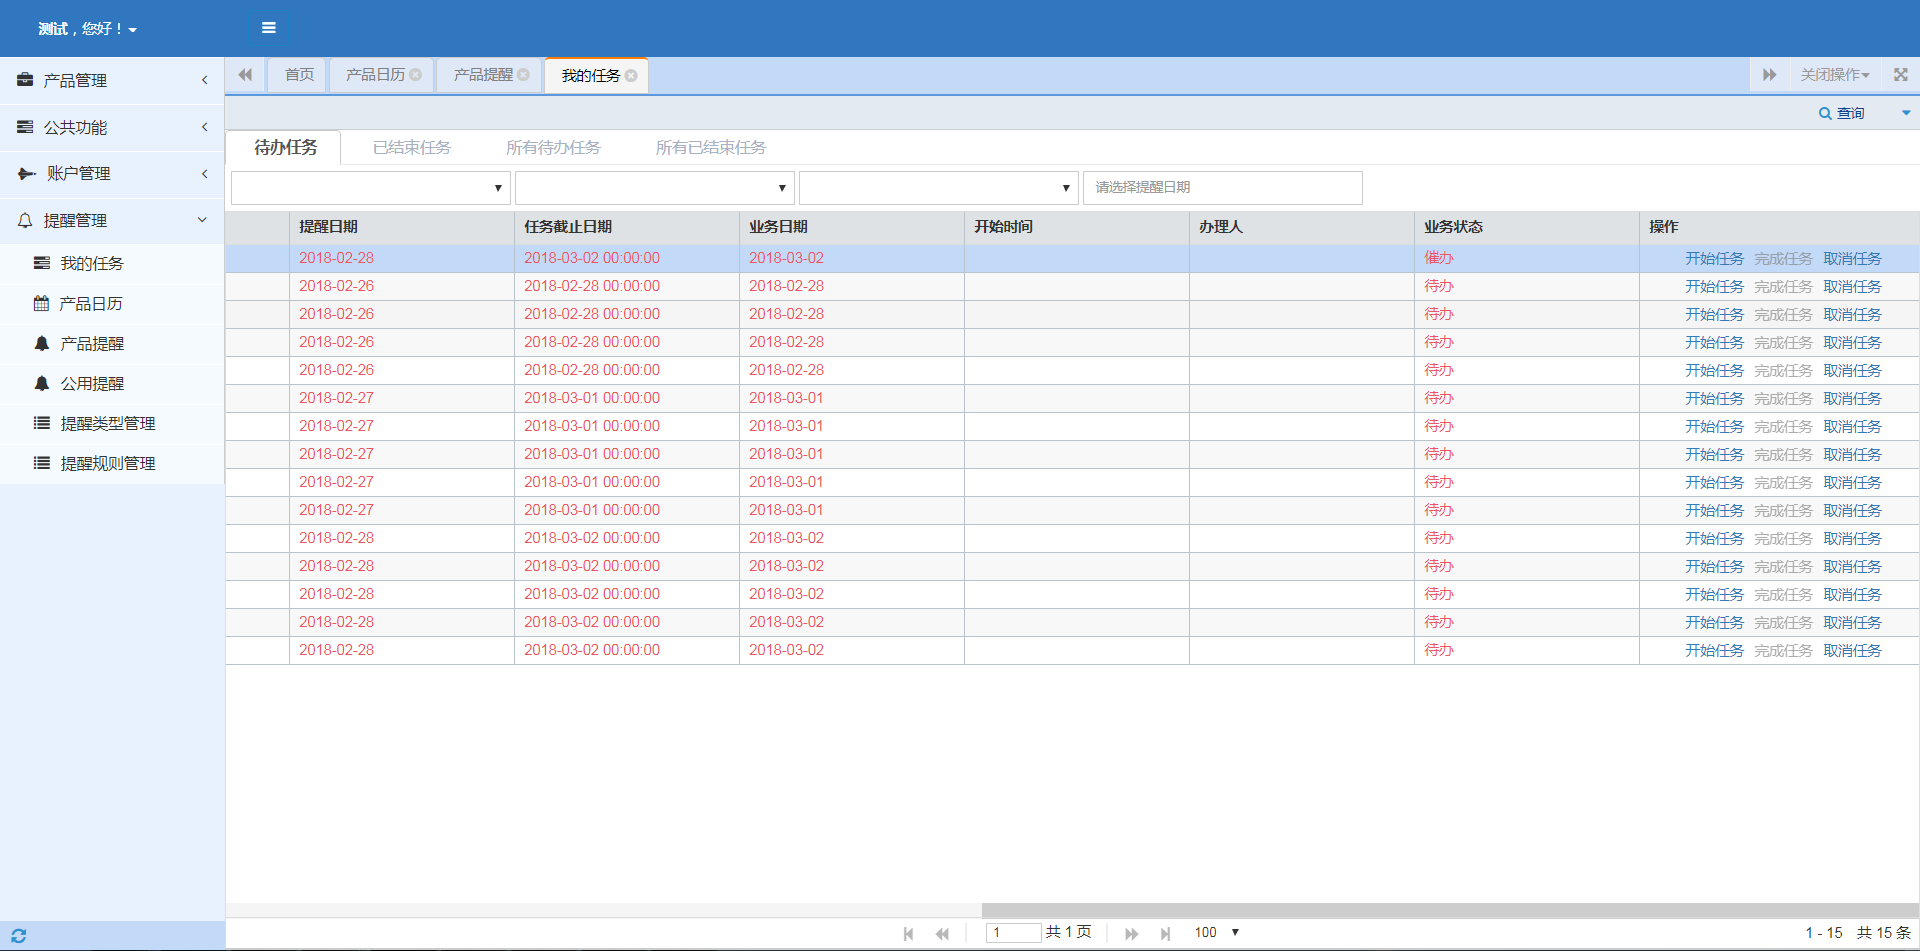 测试，您好！
首页 产品日历 产品提醒 我的任务 关闭操作
查询
产品管理
公共功能
账户管理
提醒管理
我的任务
产品日历
产品提醒
公用提醒
提醒类型管理
提醒规则管理
待办任务 已结束任务 所有待办任务 所有已结束任务
请选择提醒日期
提醒日期 任务截止日期 业务日期 开始时间 办理人 业务状态 操作
2018-02-28 2018-03-02 00:00:00 2018-03-02 催办 开始任务 完成任务 取消任务
2018-02-26 2018-02-28 00:00:00 2018-02-28 待办 开始任务 完成任务 取消任务
2018-02-26 2018-02-28 00:00:00 2018-02-28 待办 开始任务 完成任务 取消任务
2018-02-26 2018-02-28 00:00:00 2018-02-28 待办 开始任务 完成任务 取消任务
2018-02-26 2018-02-28 00:00:00 2018-02-28 待办 开始任务 完成任务 取消任务
2018-02-27 2018-03-01 00:00:00 2018-03-01 待办 开始任务 完成任务 取消任务
2018-02-27 2018-03-01 00:00:00 2018-03-01 待办 开始任务 完成任务 取消任务
2018-02-27 2018-03-01 00:00:00 2018-03-01 待办 开始任务 完成任务 取消任务
2018-02-27 2018-03-01 00:00:00 2018-03-01 待办 开始任务 完成任务 取消任务
2018-02-27 2018-03-01 00:00:00 2018-03-01 待办 开始任务 完成任务 取消任务
2018-02-28 2018-03-02 00:00:00 2018-03-02 待办 开始任务 完成任务 取消任务
2018-02-28 2018-03-02 00:00:00 2018-03-02 待办 开始任务 完成任务 取消任务
2018-02-28 2018-03-02 00:00:00 2018-03-02 待办 开始任务 完成任务 取消任务
2018-02-28 2018-03-02 00:00:00 2018-03-02 待办 开始任务 完成任务 取消任务
2018-02-28 2018-03-02 00:00:00 2018-03-02 待办 开始任务 完成任务 取消任务
1 共 1 页 100 1 - 15 共 15 条